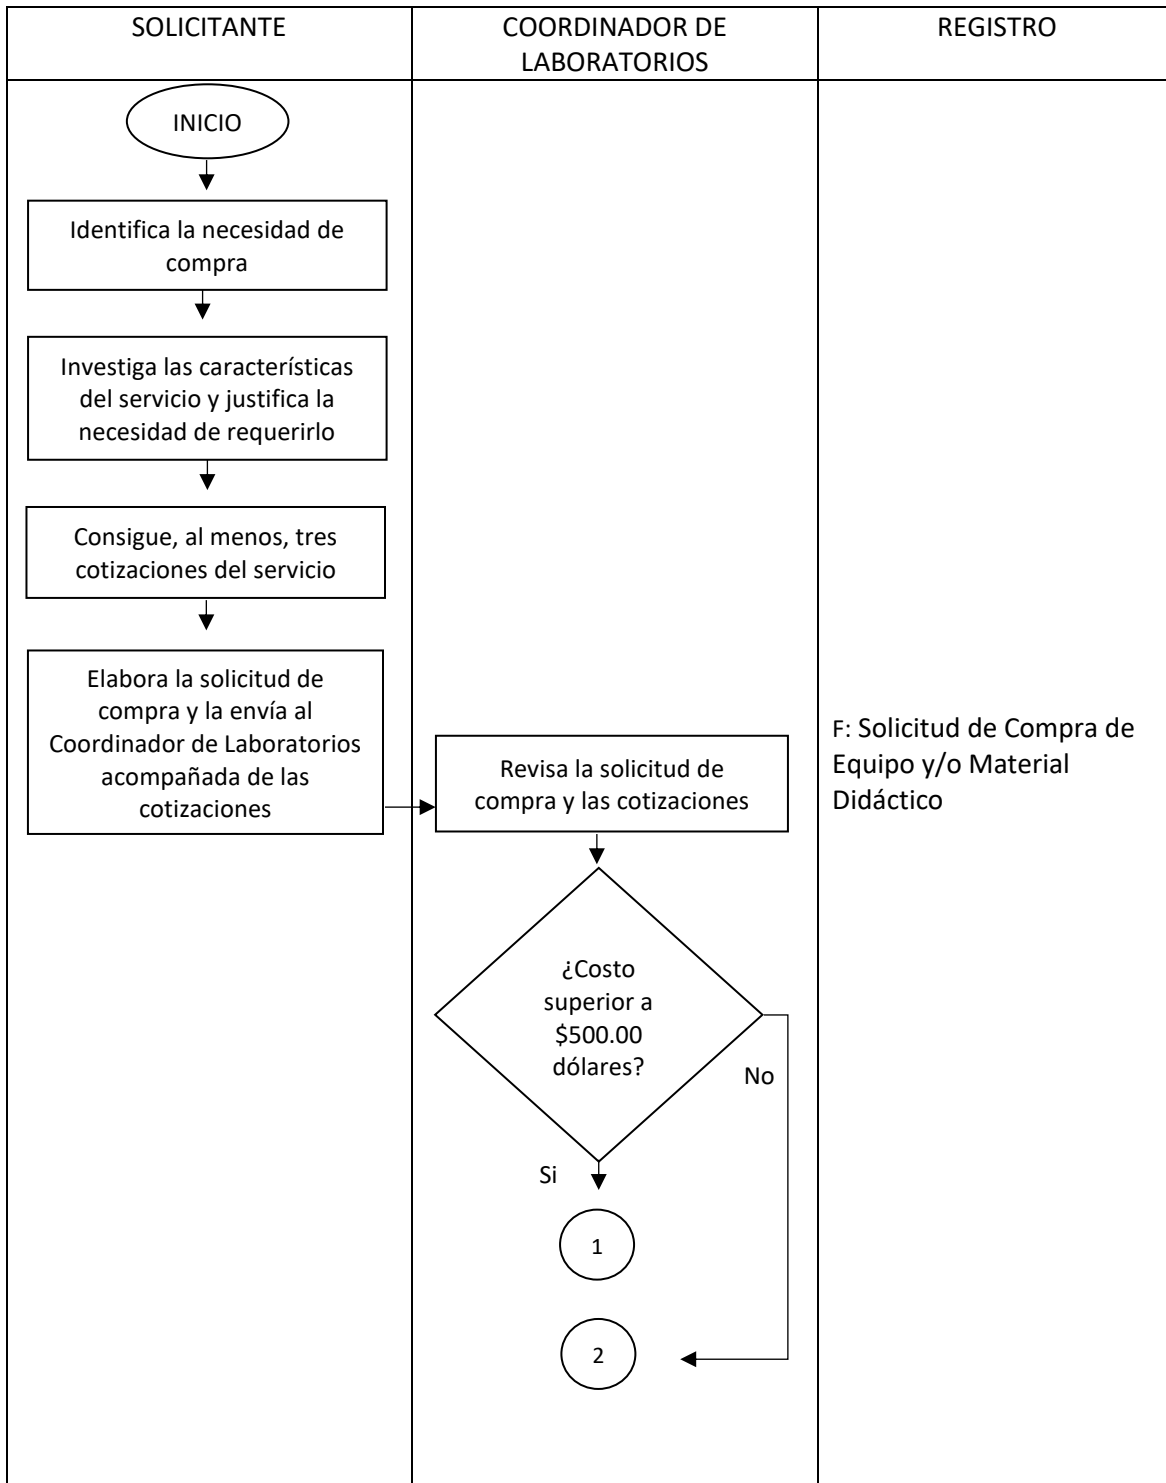 SOLICITANTE
COORDINADOR DE
LABORATORIOS
REGISTRO
INICIO
Identifica la necesidad de
compra
Investiga las características
del servicio y justifica la
necesidad de requerirlo
Consigue, al menos, tres
cotizaciones del servicio
Elabora la solicitud de
compra y la envía al
Coordinador de Laboratorios
acompañada de las
cotizaciones
Revisa la solicitud de
compra y las cotizaciones
F: Solicitud de Compra de
Equipo y/o Material
Didáctico
¿Costo
superior a
$500.00
dólares?
No
Si
1
2